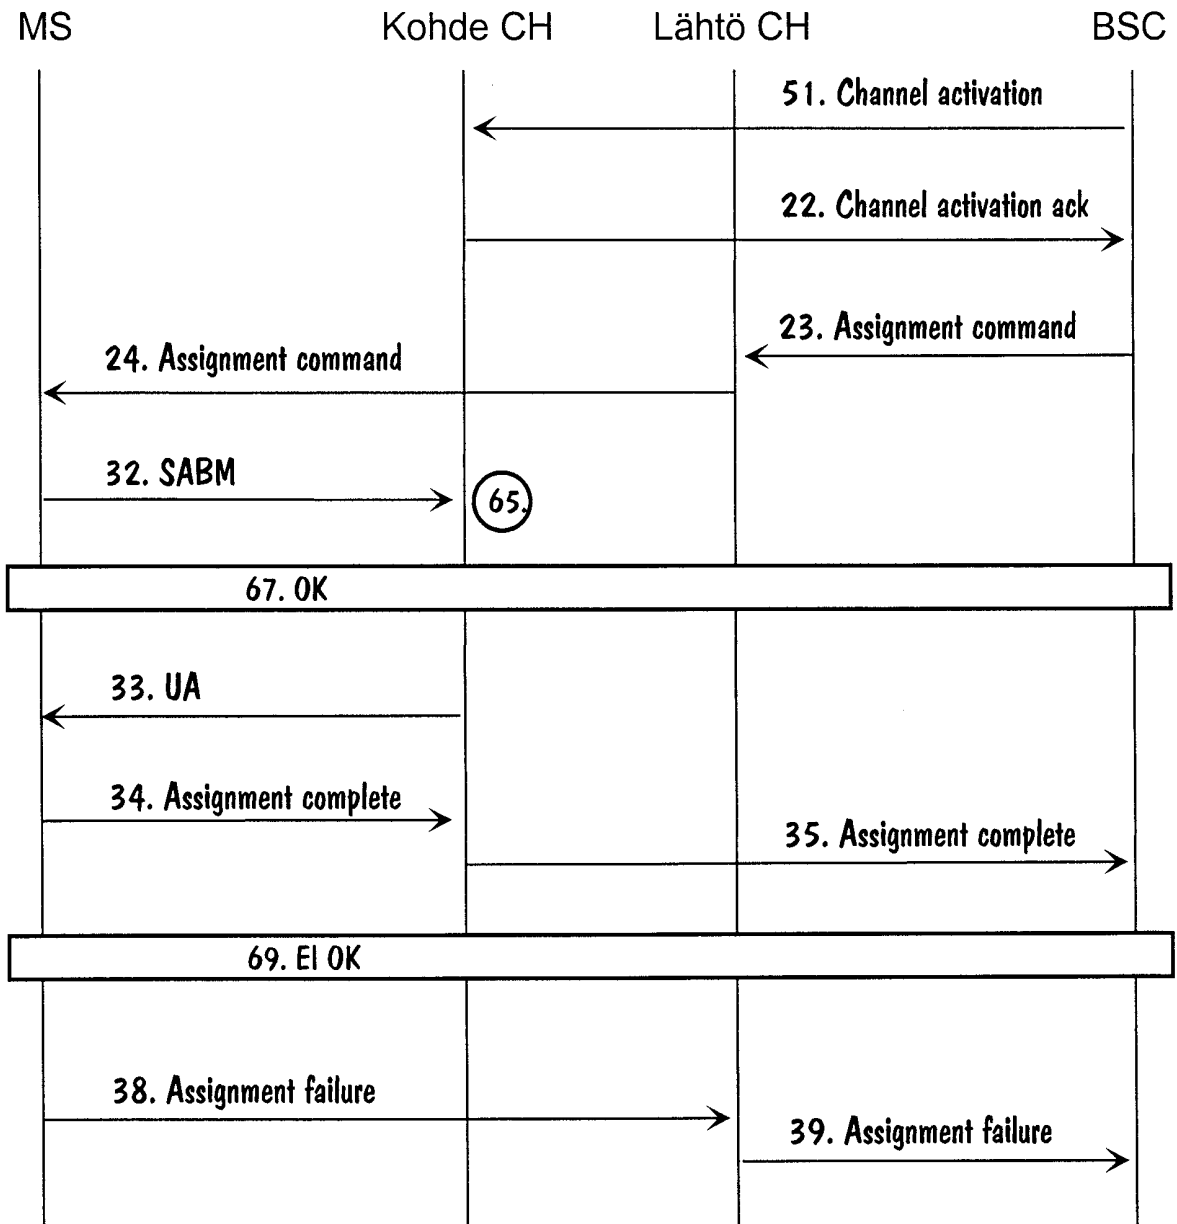 MS Kohde CH Lähtö CH BSC
51. Channel activation
22. Channel activation ack
23. Assignment command
24. Assignment command
32. SABM
65.
67. OK
33. UA
34. Assignment complete
35. Assignment complete
69. EI OK
38. Assignment failure
39. Assignment failure